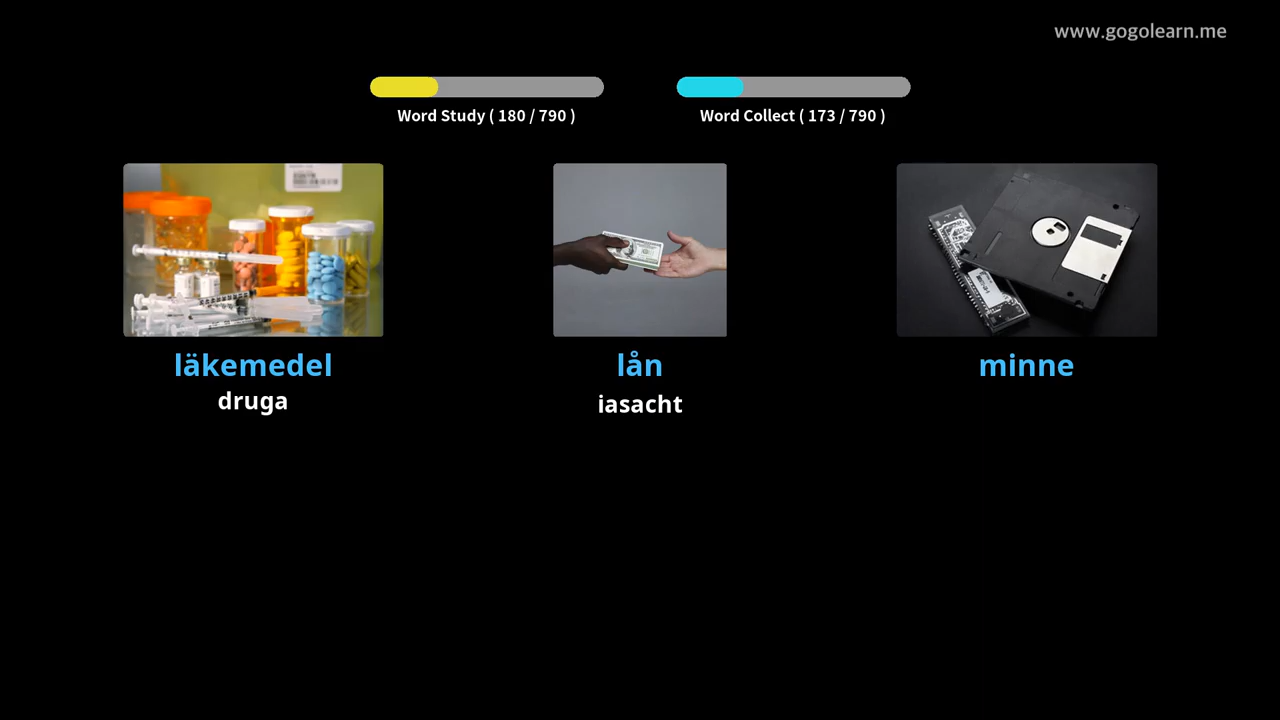 www.gogolearn.me
Word Study ( 180 / 790 )
Word Collect ( 173 / 790 )
läkemedel
druga
lån
iasacht
minne